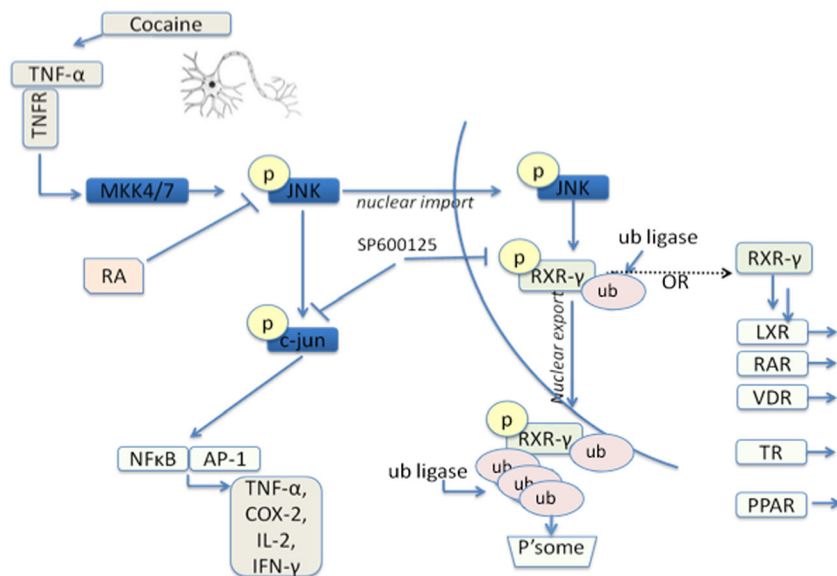 Cocaine
TNF-α
TNFR
MKK4/7
p
JNK
nuclear import
p
JNK
RA
SP600125
p
RXR-γ
ub
ub ligase
OR
RXR-γ
LXR
RAR
VDR
TR
PPAR
p
c-jun
Nuclear export
NFκB
AP-1
TNF-α,
COX-2,
IL-2,
IFN-γ
p
RXR-γ
ub
ub
ub
ub
ub ligase
P'some